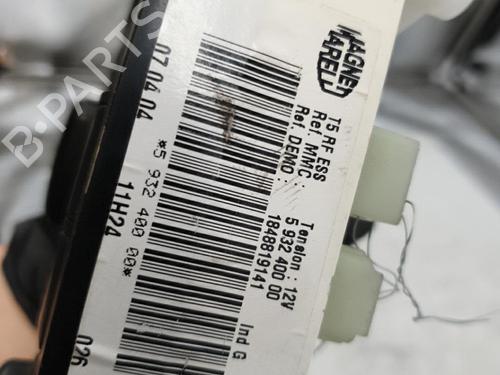 MAGNETI
MARELLI
T5 RF ESS Tension : 12V
Ref. MMC : 5 932 400 00
Ref. DEMO : 1848819141
Ind G
*5 932 400 00*
07 04 04 11H24 026
B-PARTS